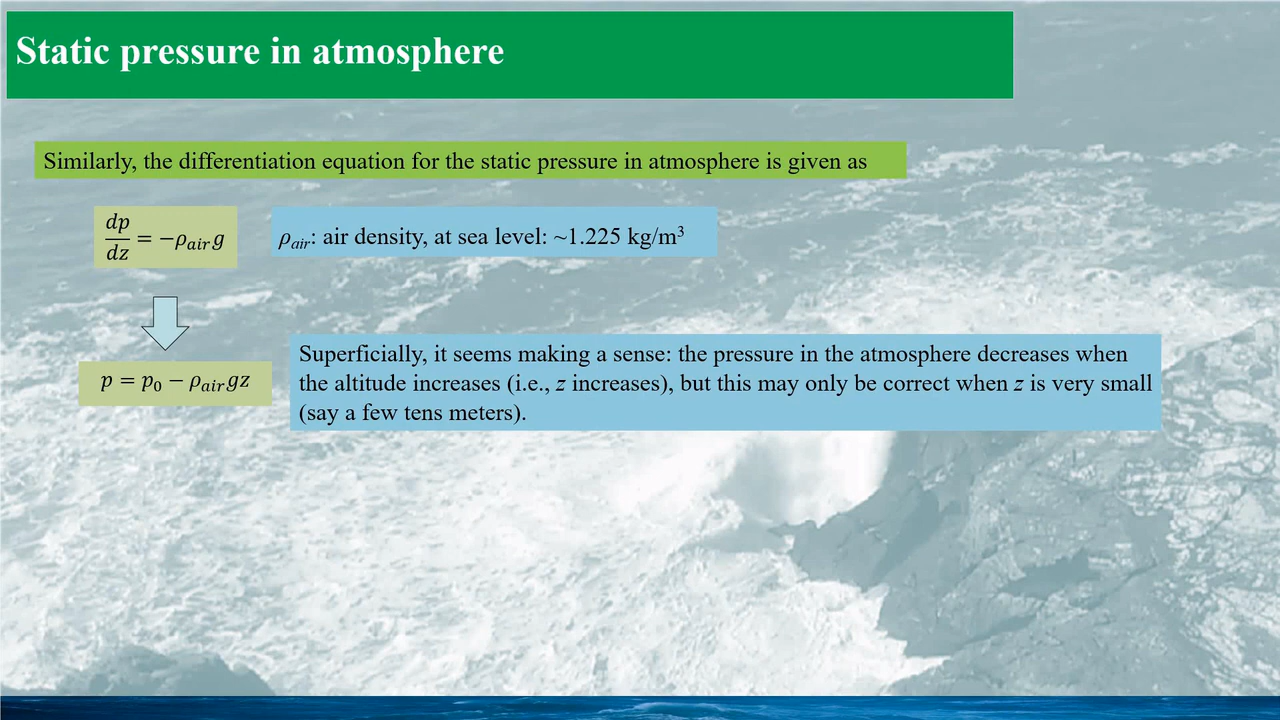 Static pressure in atmosphere
Similarly, the differentiation equation for the static pressure in atmosphere is given as
dp/dz = −ρ_air g
ρ_air: air density, at sea level: ~1.225 kg/m³
p = p₀ − ρ_air gz
Superficially, it seems making a sense: the pressure in the atmosphere decreases when
the altitude increases (i.e., z increases), but this may only be correct when z is very small
(say a few tens meters).